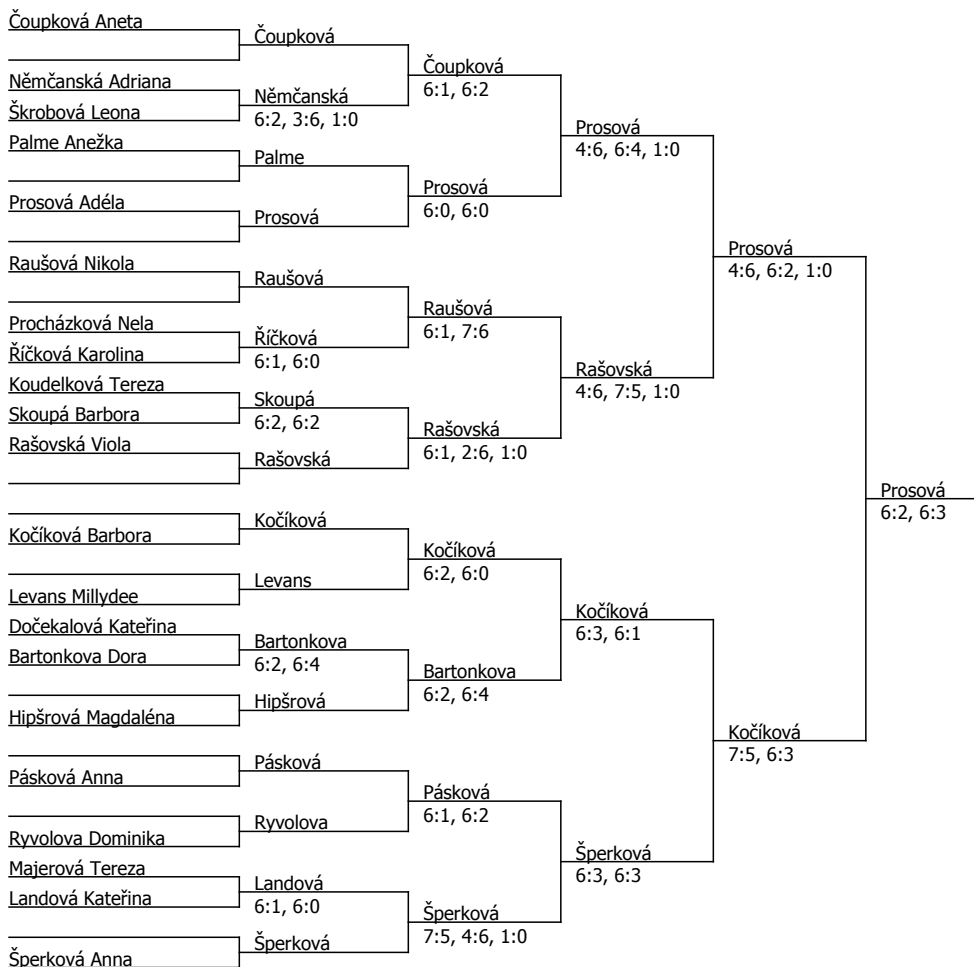 Čoupková Aneta
Němčanská Adriana
Škrobová Leona
Palme Anežka
Prosová Adéla
Raušová Nikola
Procházková Nela
Říčková Karolina
Koudelková Tereza
Skoupá Barbora
Rašovská Viola
Kočíková Barbora
Levans Millydee
Dočekalová Kateřina
Bartonkova Dora
Hipšrová Magdaléna
Pásková Anna
Ryvolova Dominika
Majerová Tereza
Landová Kateřina
Šperková Anna
Čoupková
Němčanská
6:2, 3:6, 1:0
Palme
Prosová
Raušová
Říčková
6:1, 6:0
Skoupá
6:2, 6:2
Rašovská
Kočíková
Levans
Bartonkova
6:2, 6:4
Hipšrová
Pásková
Ryvolova
Landová
6:1, 6:0
Šperková
Čoupková
6:1, 6:2
Prosová
6:0, 6:0
Raušová
6:1, 7:6
Rašovská
6:1, 2:6, 1:0
Kočíková
6:2, 6:0
Bartonkova
6:2, 6:4
Pásková
6:1, 6:2
Šperková
7:5, 4:6, 1:0
Prosová
4:6, 6:4, 1:0
Rašovská
4:6, 7:5, 1:0
Kočíková
6:3, 6:1
Šperková
6:3, 6:3
Prosová
4:6, 6:2, 1:0
Kočíková
7:5, 6:3
Prosová
6:2, 6:3